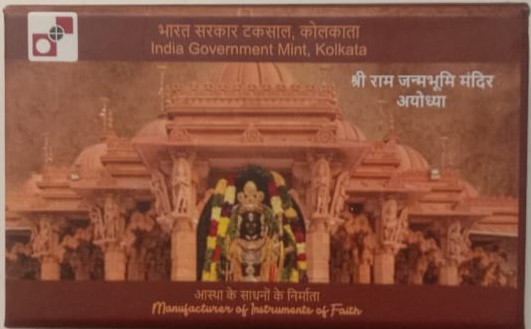 भारत सरकार टकसाल, कोलकाता
India Government Mint, Kolkata
श्री राम जन्मभूमि मंदिर
अयोध्या
आस्था के साधनों के निर्माता
Manufacturer of Instruments of Faith